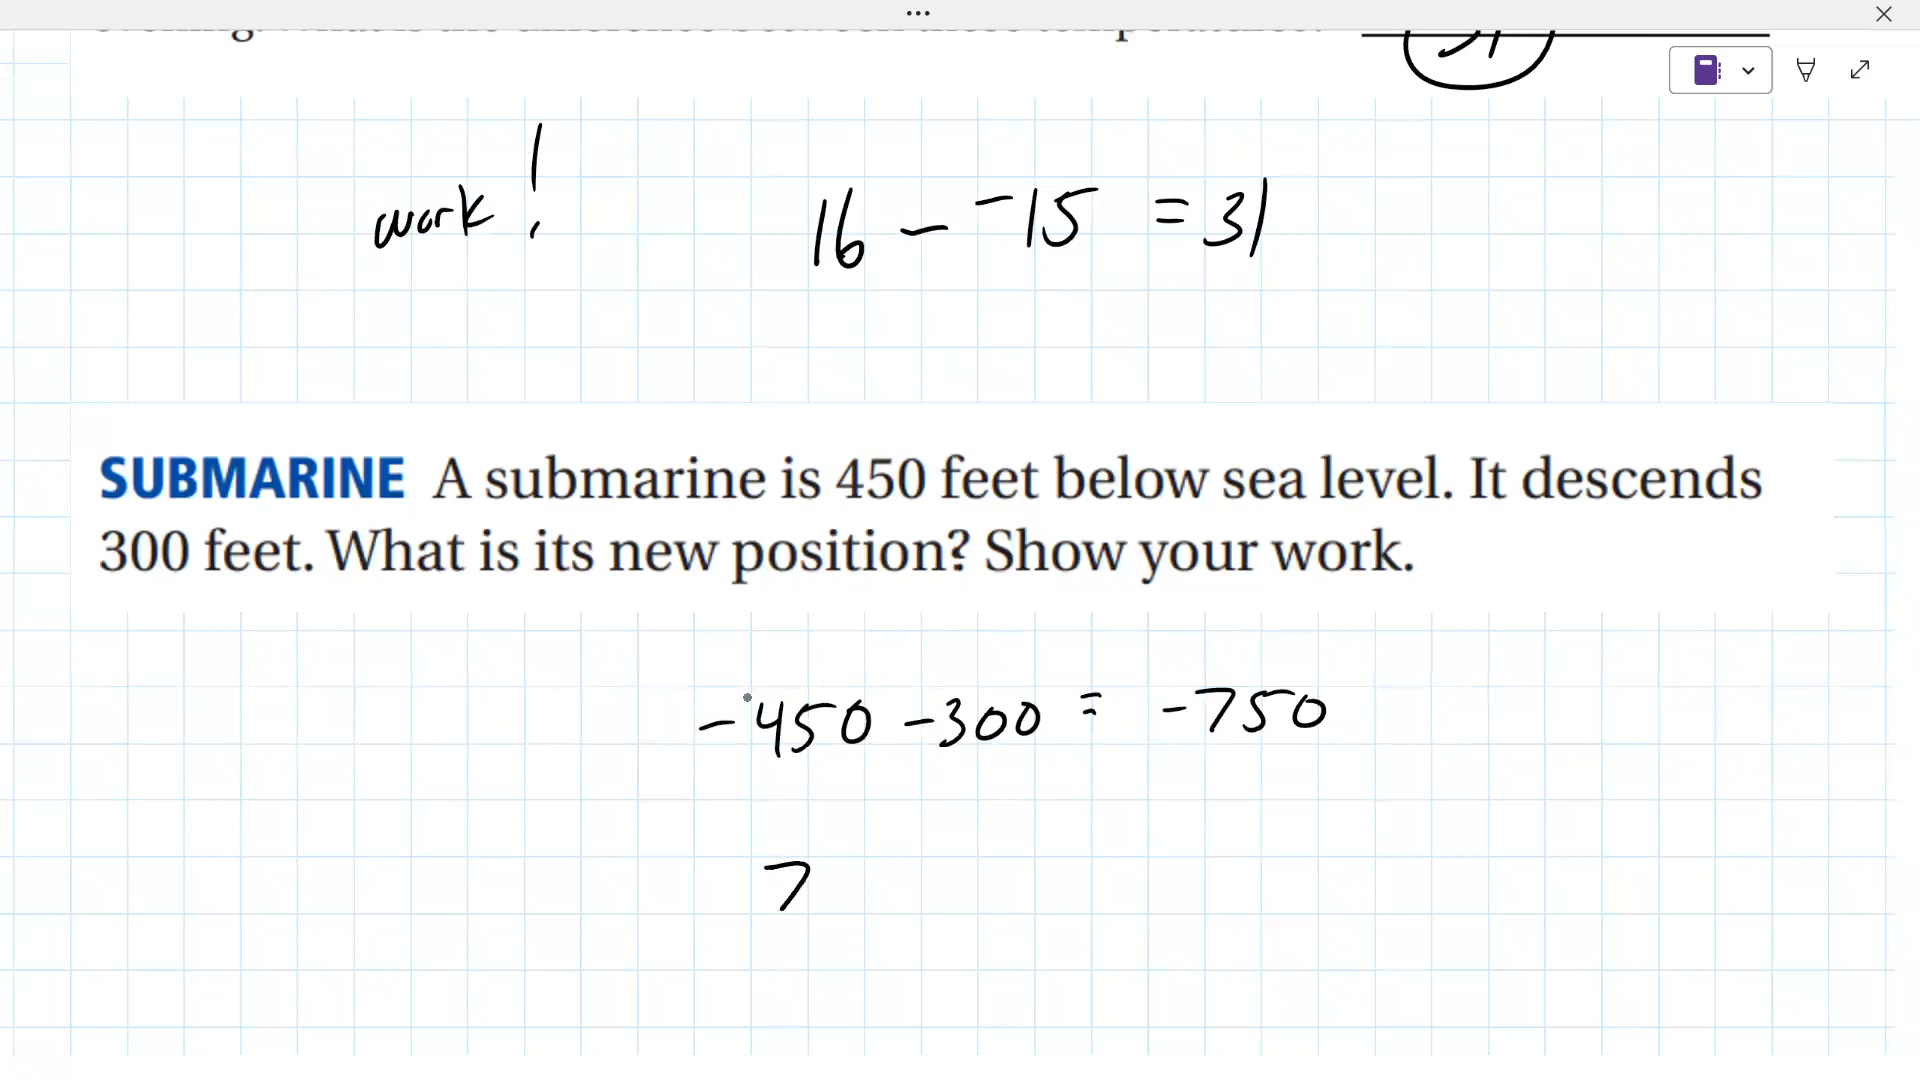 work!
16 - -15 = 31
SUBMARINE A submarine is 450 feet below sea level. It descends
300 feet. What is its new position? Show your work.
-450 -300 = -750
7